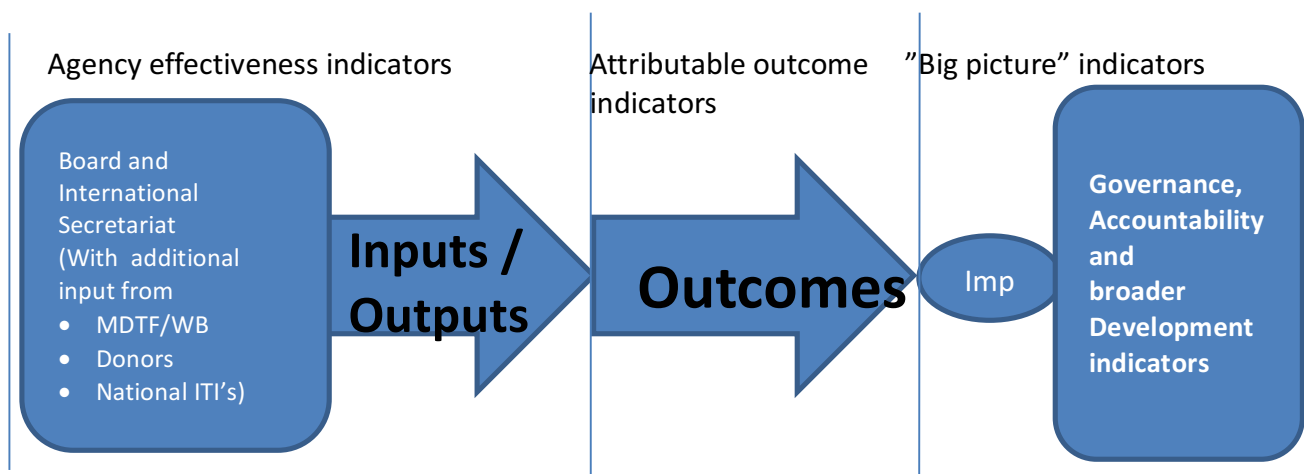 Agency effectiveness indicators
Attributable outcome
indicators
”Big picture” indicators
Board and
International
Secretariat
(With additional
input from
• MDTF/WB
• Donors
• National ITI’s)
Inputs /
Outputs
Outcomes
Imp
Governance,
Accountability
and
broader
Development
indicators